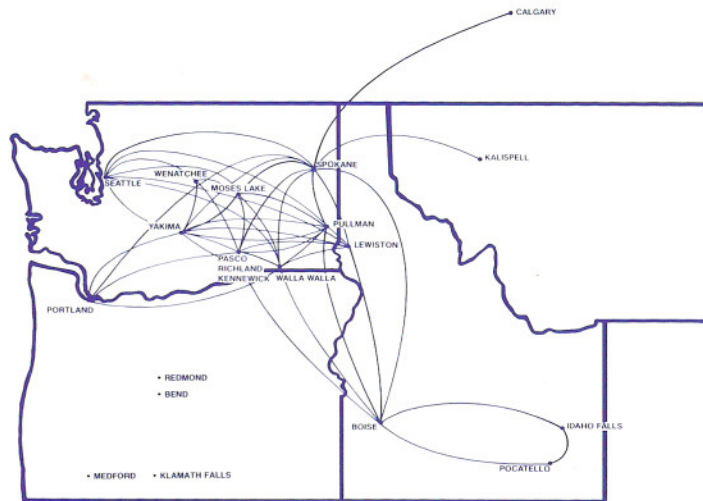 CALGARY
KALISPELL
SPOKANE
SEATTLE
WENATCHEE
MOSES LAKE
YAKIMA
PULLMAN
LEWISTON
PASCO
RICHLAND
KENNEWICK
WALLA WALLA
PORTLAND
REDMOND
BEND
BOISE
IDAHO FALLS
POCATELLO
MEDFORD
KLAMATH FALLS